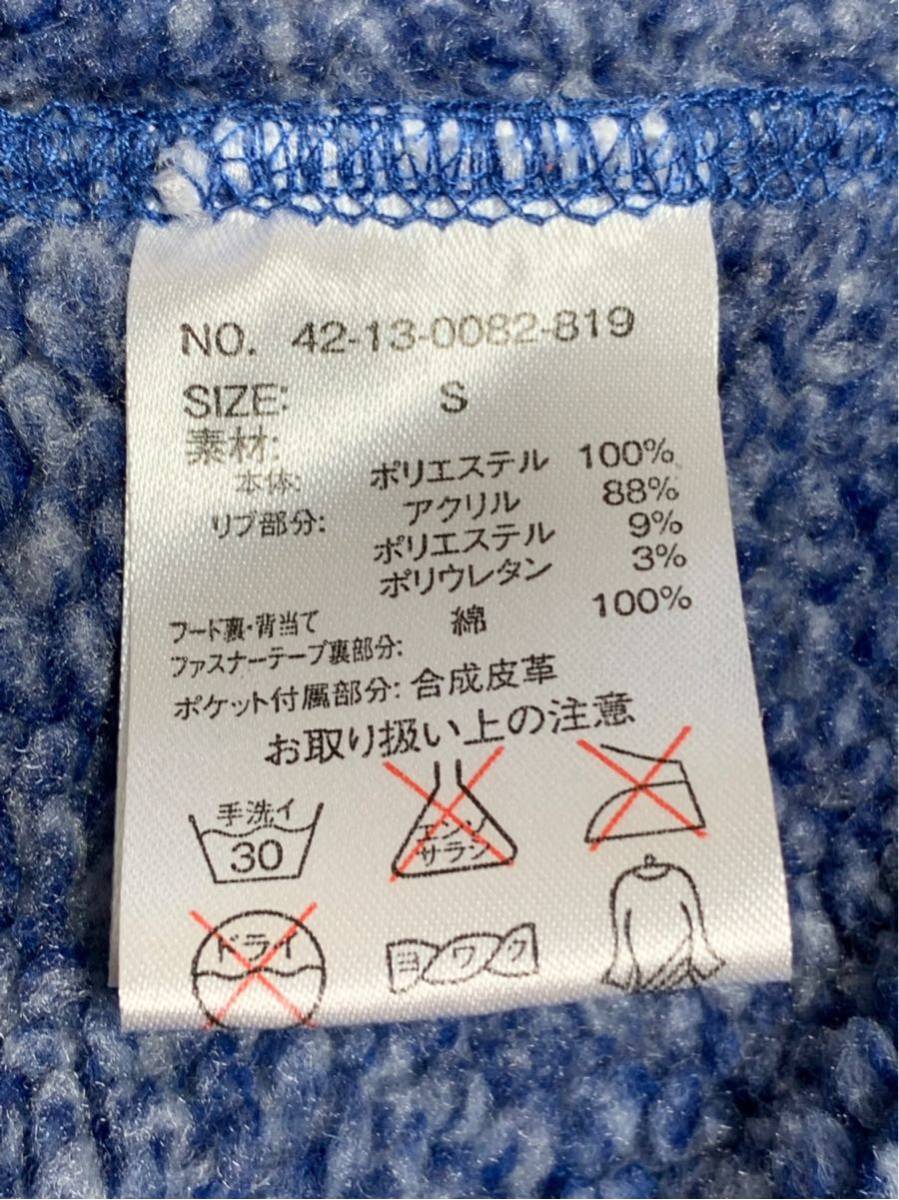 NO. 42-13-0082-819
SIZE: S
素材:
本体: ポリエステル 100%
リブ部分: アクリル 88%
ポリエステル 9%
ポリウレタン 3%
フード裏・背当て 綿 100%
ファスナーテープ裏部分:
ポケット付属部分: 合成皮革
お取り扱い上の注意
手洗イ
30
エンソ
サラシ
ドライ
ヨワク